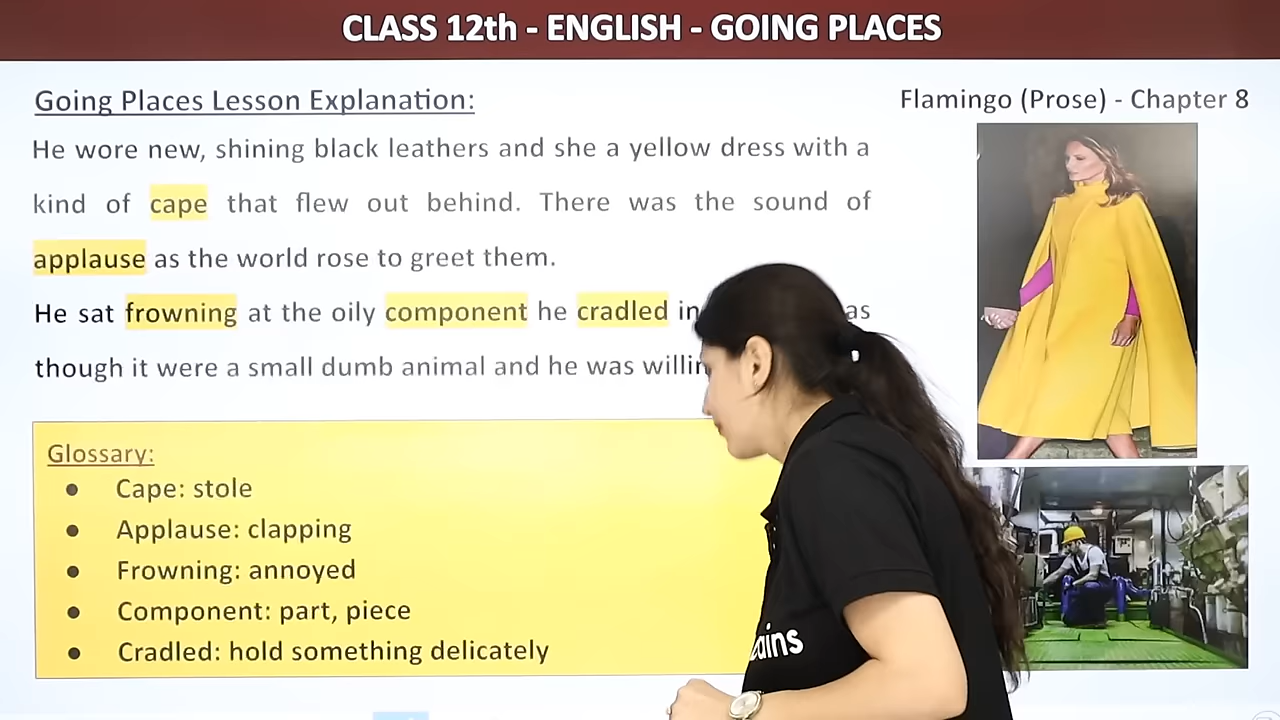 CLASS 12th - ENGLISH - GOING PLACES
Going Places Lesson Explanation:
Flamingo (Prose) - Chapter 8
He wore new, shining black leathers and she a yellow dress with a
kind of cape that flew out behind. There was the sound of
applause as the world rose to greet them.
He sat frowning at the oily component he cradled in as
though it were a small dumb animal and he was
Glossary:
● Cape: stole
● Applause: clapping
● Frowning: annoyed
● Component: part, piece
● Cradled: hold something delicately